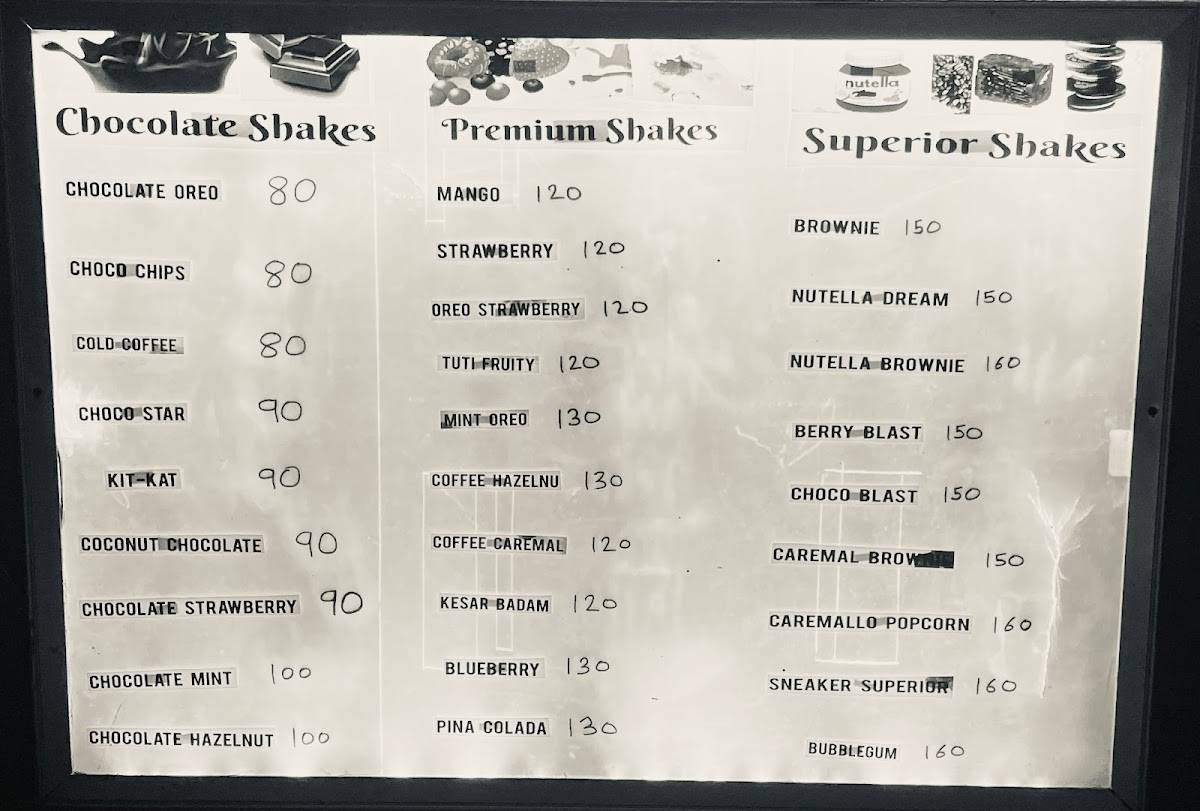 nutella
Chocolate Shakes
CHOCOLATE OREO 80
CHOCO CHIPS 80
COLD COFFEE 80
CHOCO STAR 90
KIT-KAT 90
COCONUT CHOCOLATE 90
CHOCOLATE STRAWBERRY 90
CHOCOLATE MINT 100
CHOCOLATE HAZELNUT 100
Premium Shakes
MANGO 120
STRAWBERRY 120
OREO STRAWBERRY 120
TUTI FRUITY 120
MINT OREO 130
COFFEE HAZELNU 130
COFFEE CAREMAL 120
KESAR BADAM 120
BLUEBERRY 130
PINA COLADA 130
Superior Shakes
BROWNIE 150
NUTELLA DREAM 150
NUTELLA BROWNIE 160
BERRY BLAST 150
CHOCO BLAST 150
CAREMAL BROWNIE 150
CAREMALLO POPCORN 160
SNEAKER SUPERIOR 160
BUBBLEGUM 160